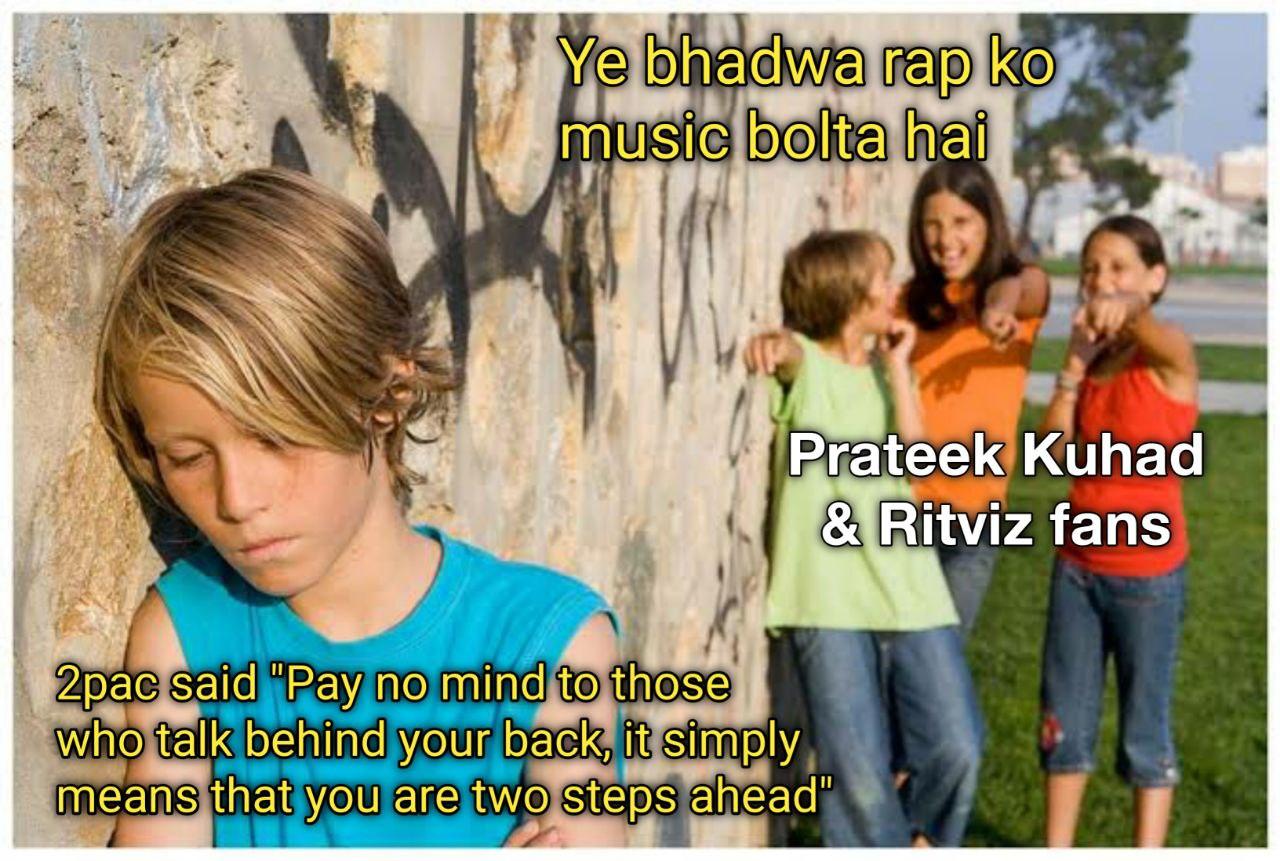 Ye bhadwa rap ko
music bolta hai
Prateek Kuhad
& Ritviz fans
2pac said "Pay no mind to those
who talk behind your back, it simply
means that you are two steps ahead"